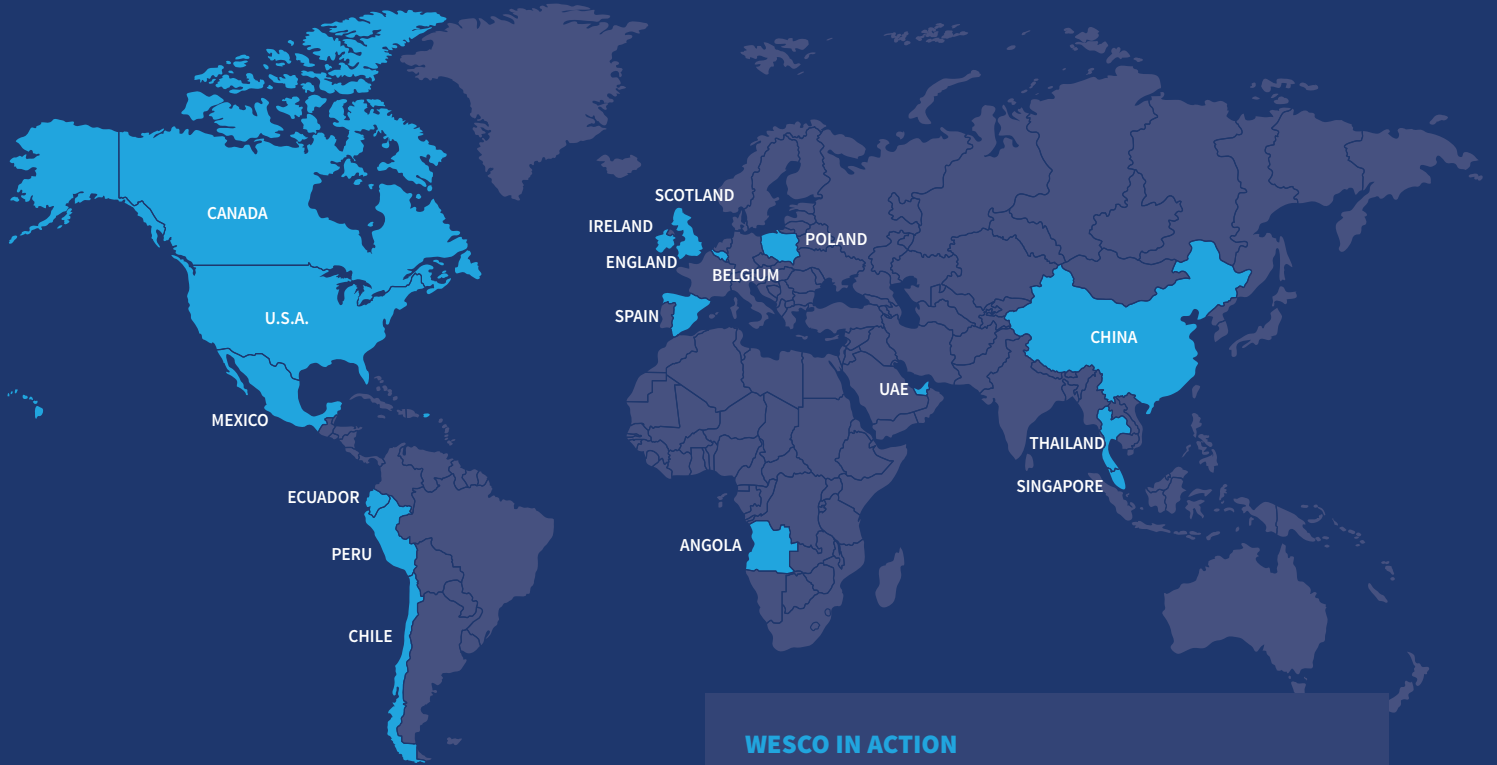 SCOTLAND
CANADA
IRELAND
POLAND
ENGLAND
BELGIUM
SPAIN
U.S.A.
CHINA
UAE
MEXICO
THAILAND
SINGAPORE
ECUADOR
ANGOLA
PERU
CHILE
WESCO IN ACTION